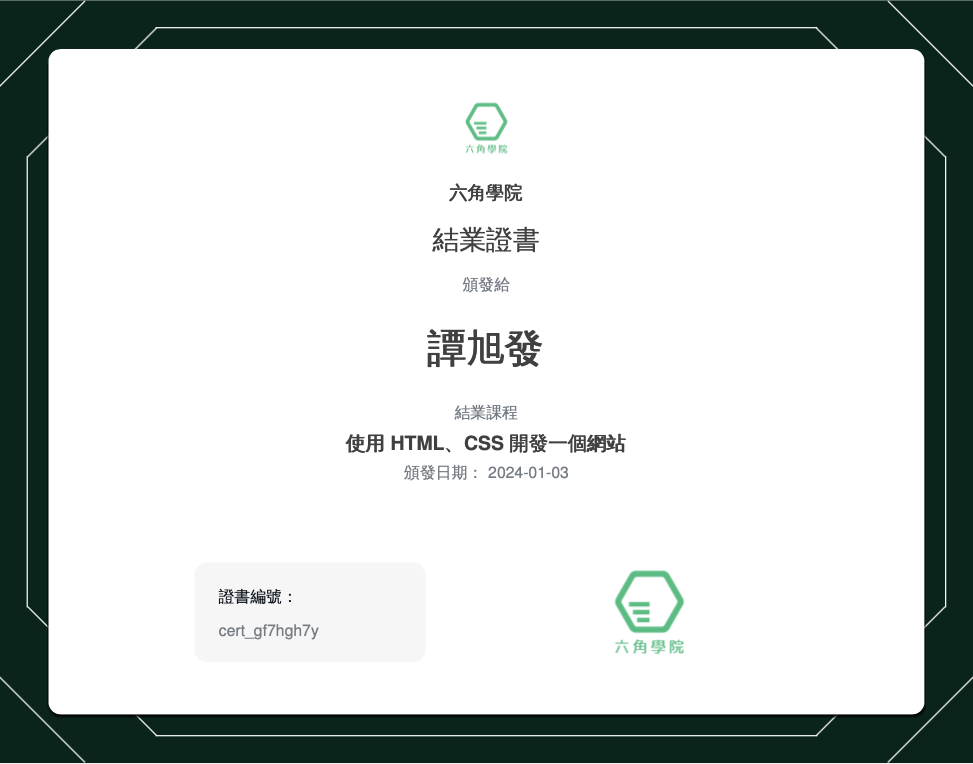 六角學院
六角學院
結業證書
頒發給
譚旭發
結業課程
使用 HTML、CSS 開發一個網站
頒發日期： 2024-01-03
證書編號：
cert_gf7hgh7y
六角學院